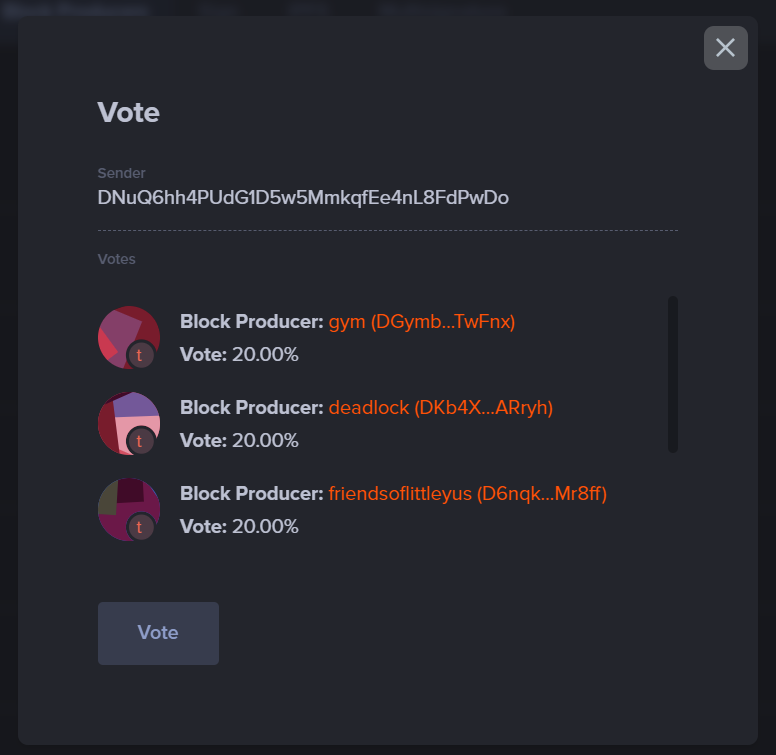 Vote
Sender
DNuQ6hh4PUdG1D5w5MmkqfEe4nL8FdPwDo
Votes
Block Producer: gym (DGymb...TwFnx)
Vote: 20.00%
t
Block Producer: deadlock (DKb4X...ARryh)
Vote: 20.00%
t
Block Producer: friendsoflittleyus (D6nqk...Mr8ff)
Vote: 20.00%
t
Vote